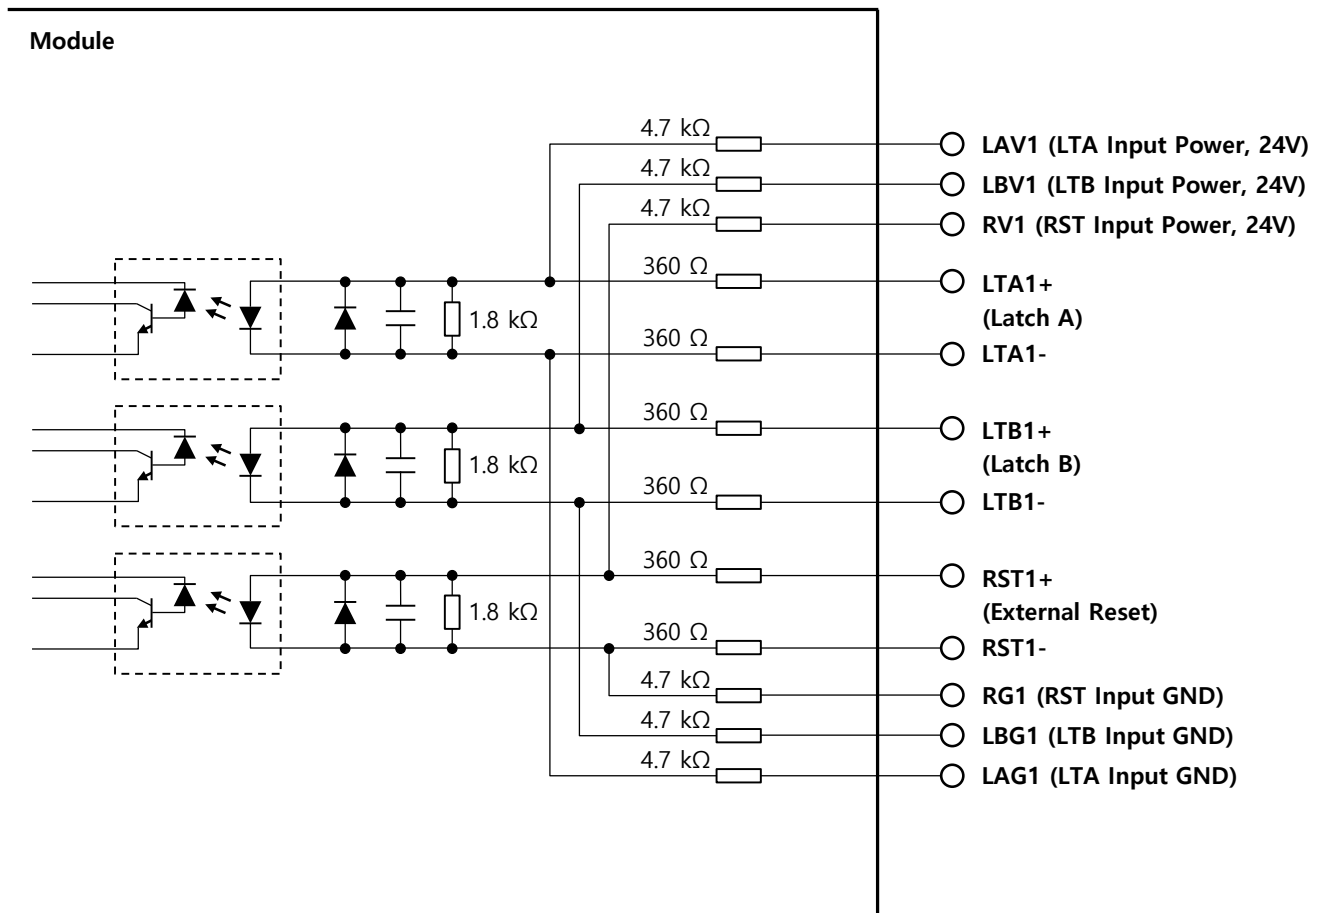 Module
4.7 kΩ
LAV1 (LTA Input Power, 24V)
4.7 kΩ
LBV1 (LTB Input Power, 24V)
4.7 kΩ
RV1 (RST Input Power, 24V)
360 Ω
LTA1+
(Latch A)
1.8 kΩ
360 Ω
LTA1-
360 Ω
LTB1+
(Latch B)
1.8 kΩ
360 Ω
LTB1-
360 Ω
RST1+
(External Reset)
1.8 kΩ
360 Ω
RST1-
4.7 kΩ
RG1 (RST Input GND)
4.7 kΩ
LBG1 (LTB Input GND)
4.7 kΩ
LAG1 (LTA Input GND)